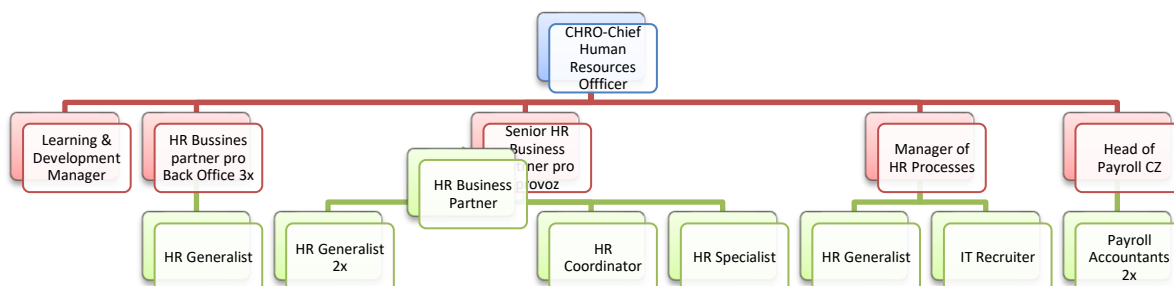 CHRO-Chief
Human
Resources
Offficer
Learning &
Development
Manager
HR Bussines
partner pro
Back Office 3x
Senior HR
Business
pro
provoz
HR Business
Partner
Manager of
HR Processes
Head of
Payroll CZ
HR Generalist
HR Generalist
2x
HR
Coordinator
HR Specialist
HR Generalist
IT Recruiter
Payroll
Accountants
2x